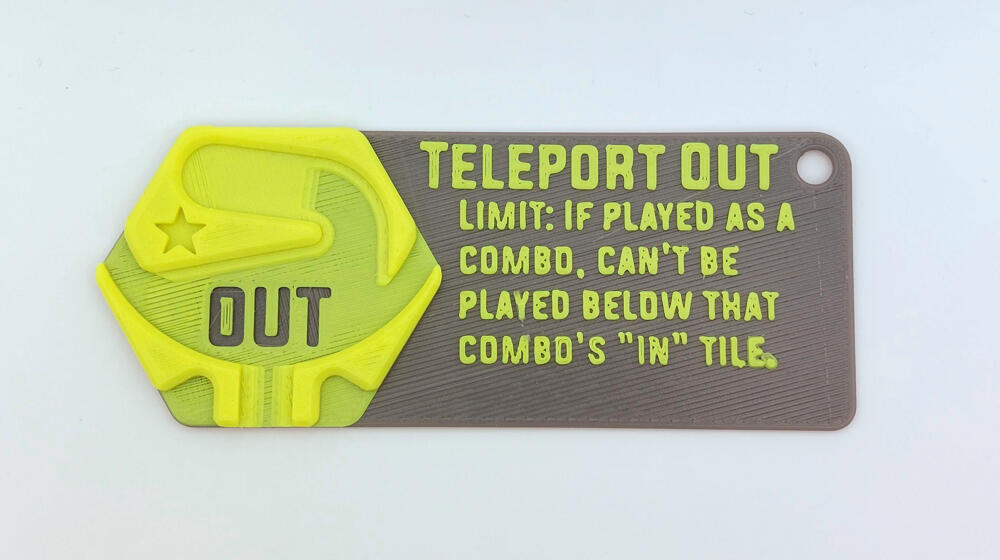 OUT
TELEPORT OUT
LIMIT: IF PLAYED AS A
COMBO, CAN'T BE
PLAYED BELOW THAT
COMBO'S "IN" TILE.